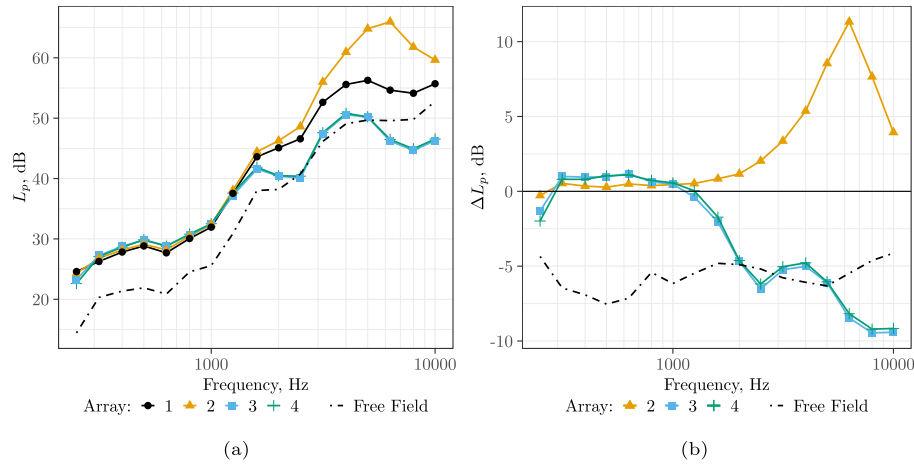 60
50
40
30
20
L_p, dB
1000
10000
Frequency, Hz
Array: 1 2 3 4 Free Field
(a)
10
5
0
-5
-10
ΔL_p, dB
1000
10000
Frequency, Hz
Array: 2 3 4 Free Field
(b)